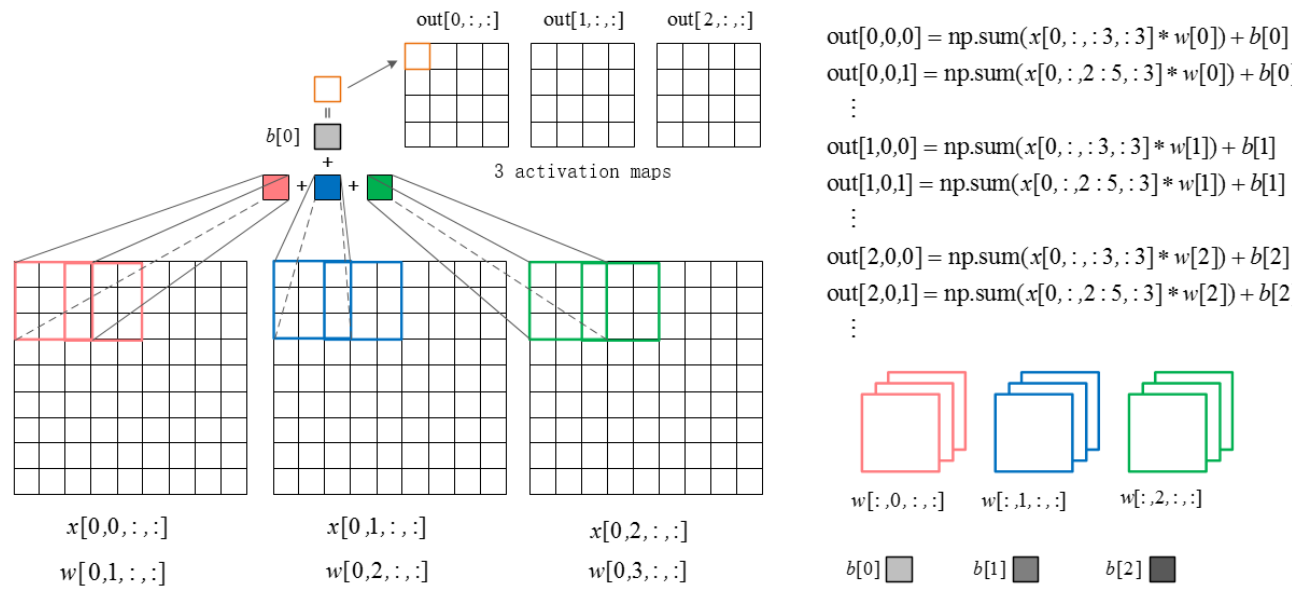 out[0,:,:] out[1,:,:] out[2,:,:]
=
b[0]
+
+ +
3 activation maps
x[0,0,:,:] x[0,1,:,:] x[0,2,:,:]
w[0,1,:,:] w[0,2,:,:] w[0,3,:,:]
out[0,0,0] = np.sum(x[0,:,:3,:3]*w[0])+b[0]
out[0,0,1] = np.sum(x[0,:,2:5,:3]*w[0])+b[0]
⋮
out[1,0,0] = np.sum(x[0,:,:3,:3]*w[1])+b[1]
out[1,0,1] = np.sum(x[0,:,2:5,:3]*w[1])+b[1]
⋮
out[2,0,0] = np.sum(x[0,:,:3,:3]*w[2])+b[2]
out[2,0,1] = np.sum(x[0,:,2:5,:3]*w[2])+b[2
⋮
w[:,0,:,:] w[:,1,:,:] w[:,2,:,:]
b[0] b[1] b[2]